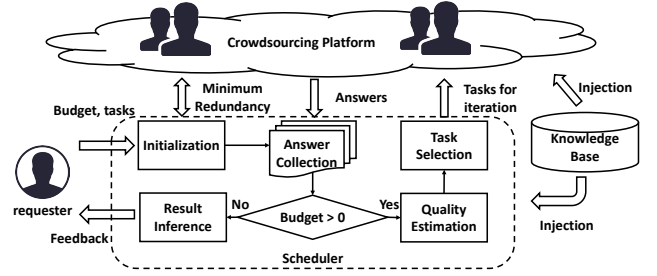 Crowdsourcing Platform
Minimum
Redundancy
Answers
Tasks for
iteration
Injection
Budget, tasks
Initialization
Answer
Collection
Task
Selection
Knowledge
Base
requester
Feedback
Result
Inference
No
Budget > 0
Yes
Quality
Estimation
Injection
Scheduler